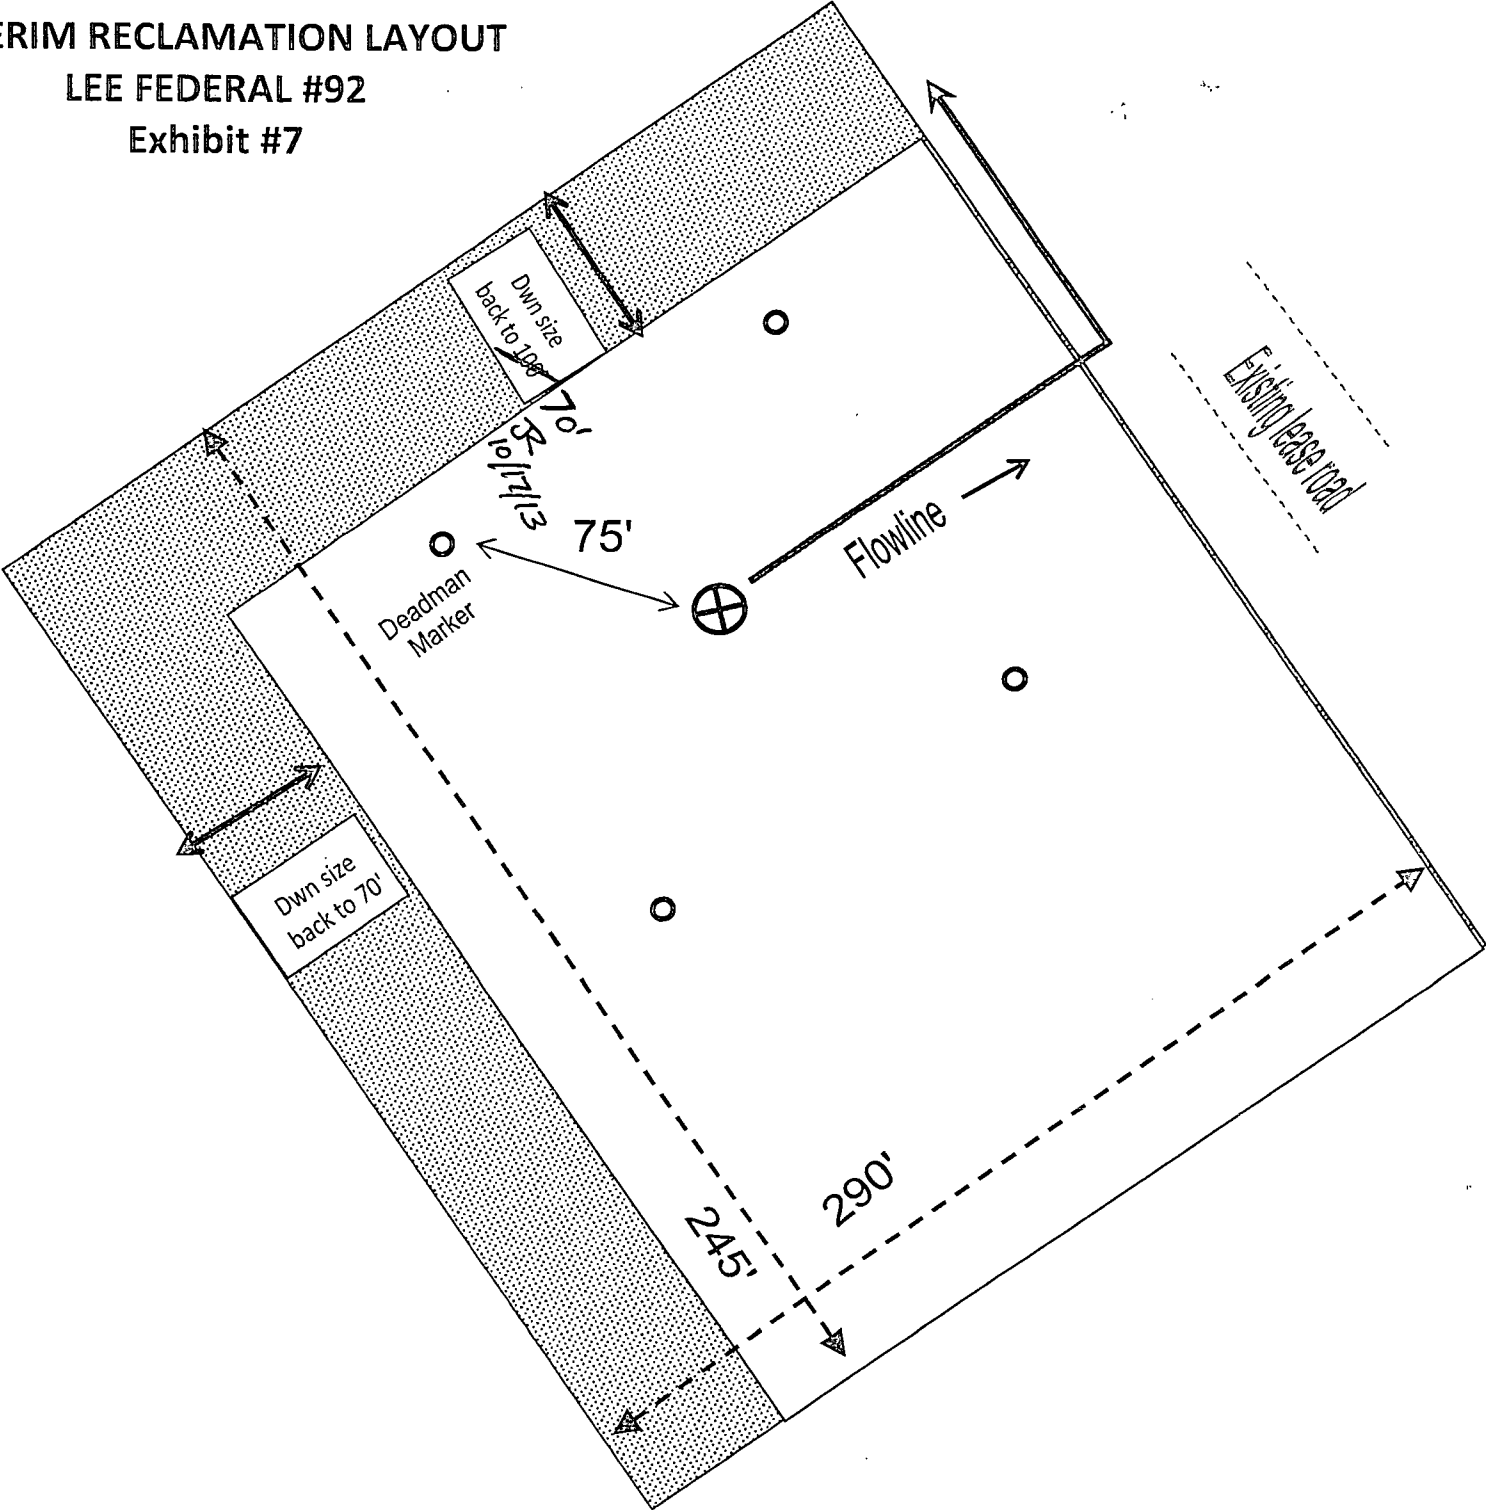 ERIM RECLAMATION LAYOUT
LEE FEDERAL #92
Exhibit #7
Dwn size
back to 100'
70'
JR
10/17/13
75'
Deadman
Marker
Flowline
Existing lease road
Dwn size
back to 70'
290'
245'